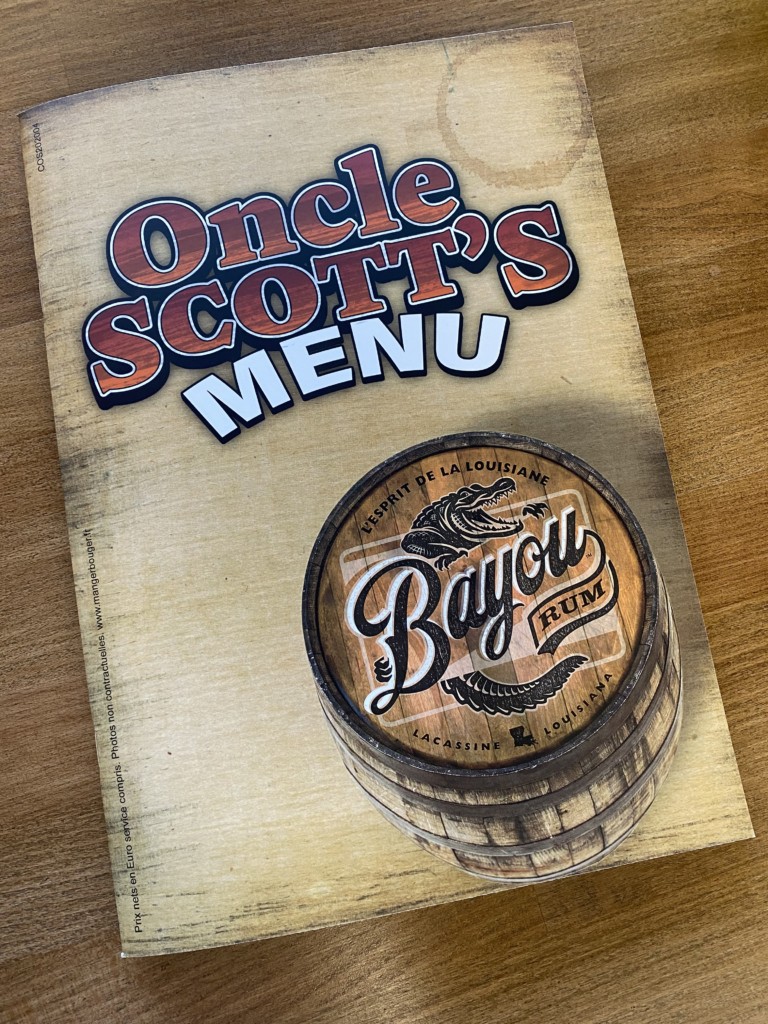 COS202004
Oncle
SCOTT'S
MENU
L'ESPRIT DE LA LOUISIANE
Bayou
RUM
LACASSINE LOUISIANA
Prix nets en Euro service compris. Photos non contractuelles. www.mangerbouger.fr